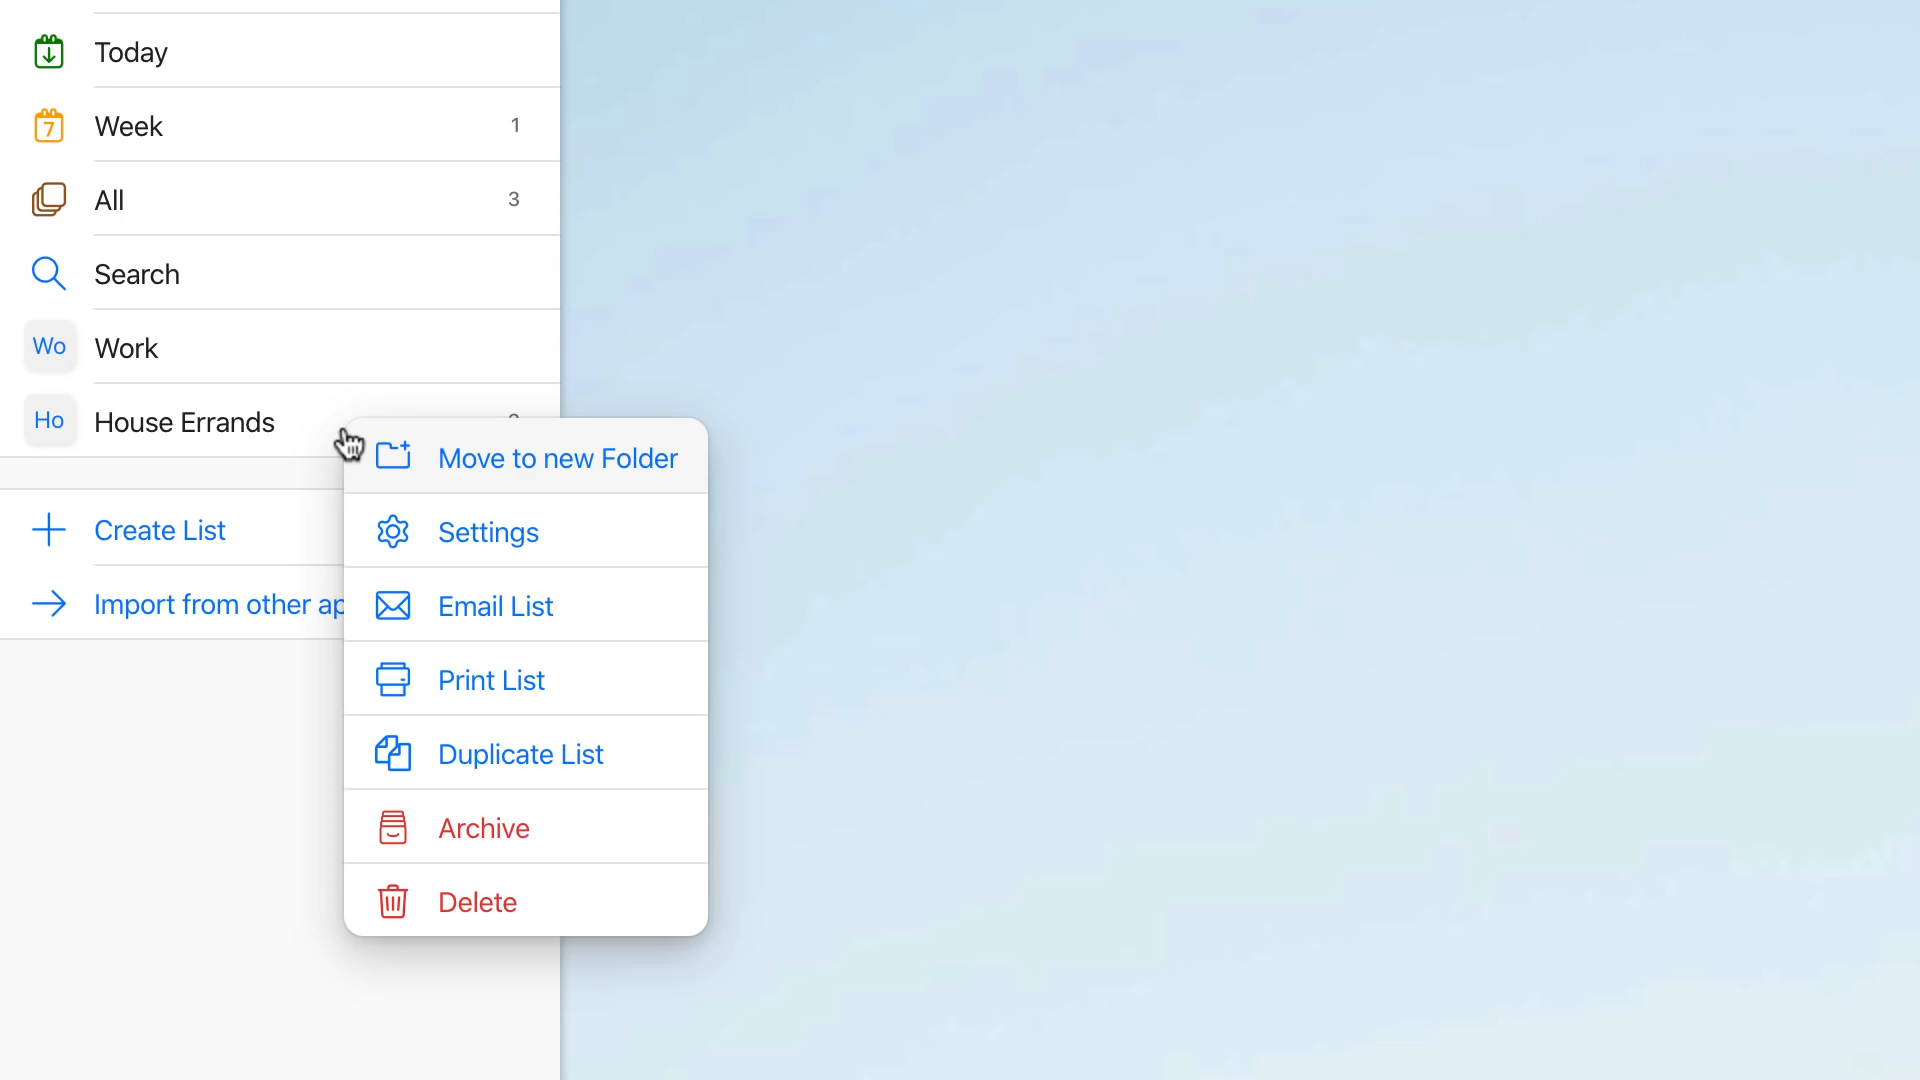 Today
7 Week 1
All 3
Search
Wo Work
Ho House Errands
Move to new Folder
Settings
Create List
Email List
Import from other ap
Print List
Duplicate List
Archive
Delete